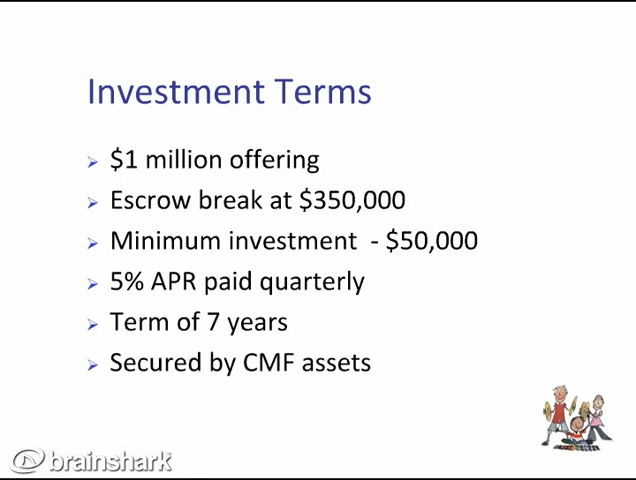 Investment Terms
$1 million offering
Escrow break at $350,000
Minimum investment - $50,000
5% APR paid quarterly
Term of 7 years
Secured by CMF assets
brainshark